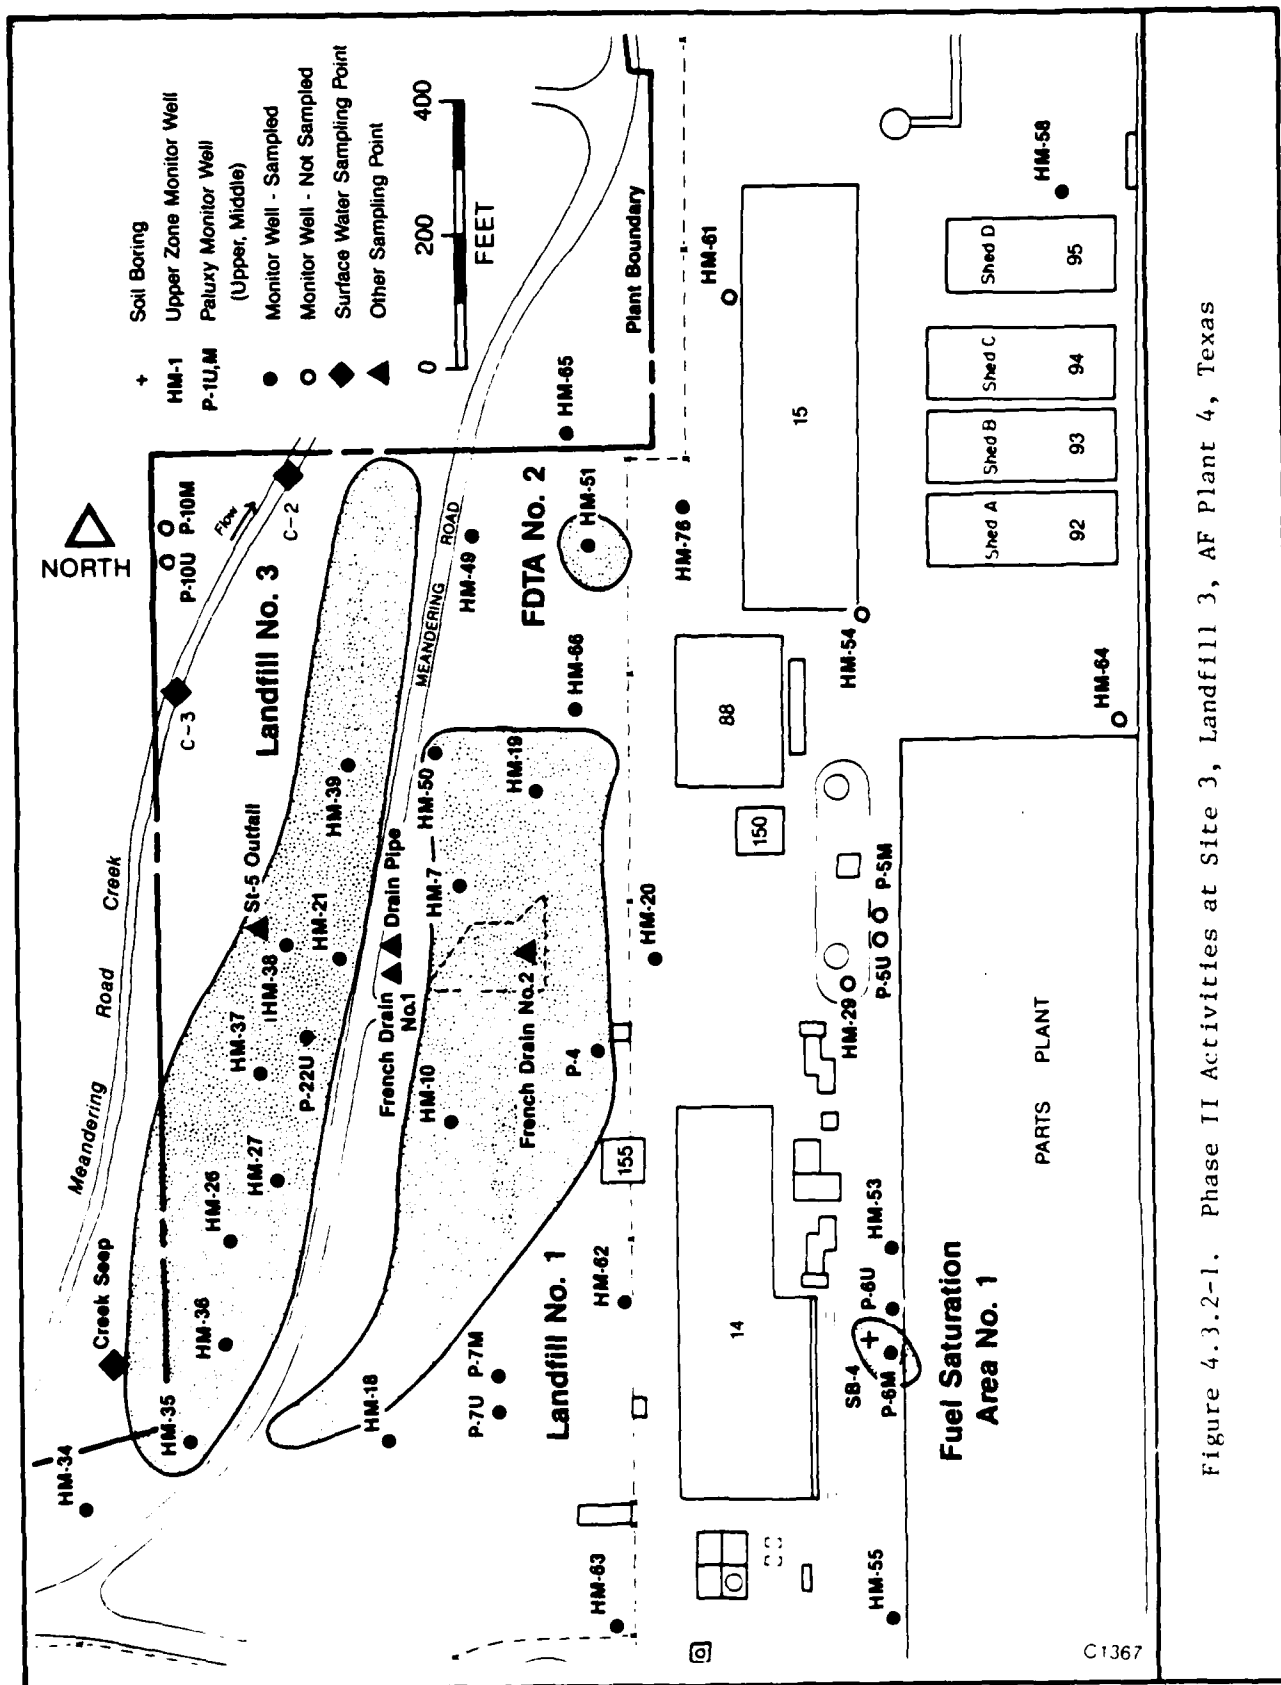 NORTH
+ Soil Boring
HM-1 Upper Zone Monitor Well
P-1U,M Paluxy Monitor Well
(Upper, Middle)
Monitor Well - Sampled
Monitor Well - Not Sampled
Surface Water Sampling Point
Other Sampling Point
0 200 400
FEET
Plant Boundary
Meandering Road Creek
Flow
C-3
C-2
P-10U
P-10M
Creek Seep
Landfill No. 3
St-5 Outfall
HM-34
HM-35
HM-36
HM-26
HM-27
HM-37
HM-38
P-22U
HM-21
HM-39
MEANDERING ROAD
French Drain
No.1
Drain Pipe
HM-18
HM-10
HM-7
HM-50
HM-19
French Drain No.2
P-4
HM-49
HM-65
FDTA No. 2
HM-51
HM-66
P-7U
P-7M
Landfill No. 1
HM-62
HM-63
155
HM-20
HM-76
HM-61
14
150
88
15
HM-54
HM-29
P-5U
P-5M
HM-55
SB-4
+
P-6M
P-6U
HM-53
Fuel Saturation
Area No. 1
PARTS PLANT
HM-64
Shed A
92
Shed B
93
Shed C
94
Shed D
95
HM-58
C1367
Figure 4.3.2-1. Phase II Activities at Site 3, Landfill 3, AF Plant 4, Texas